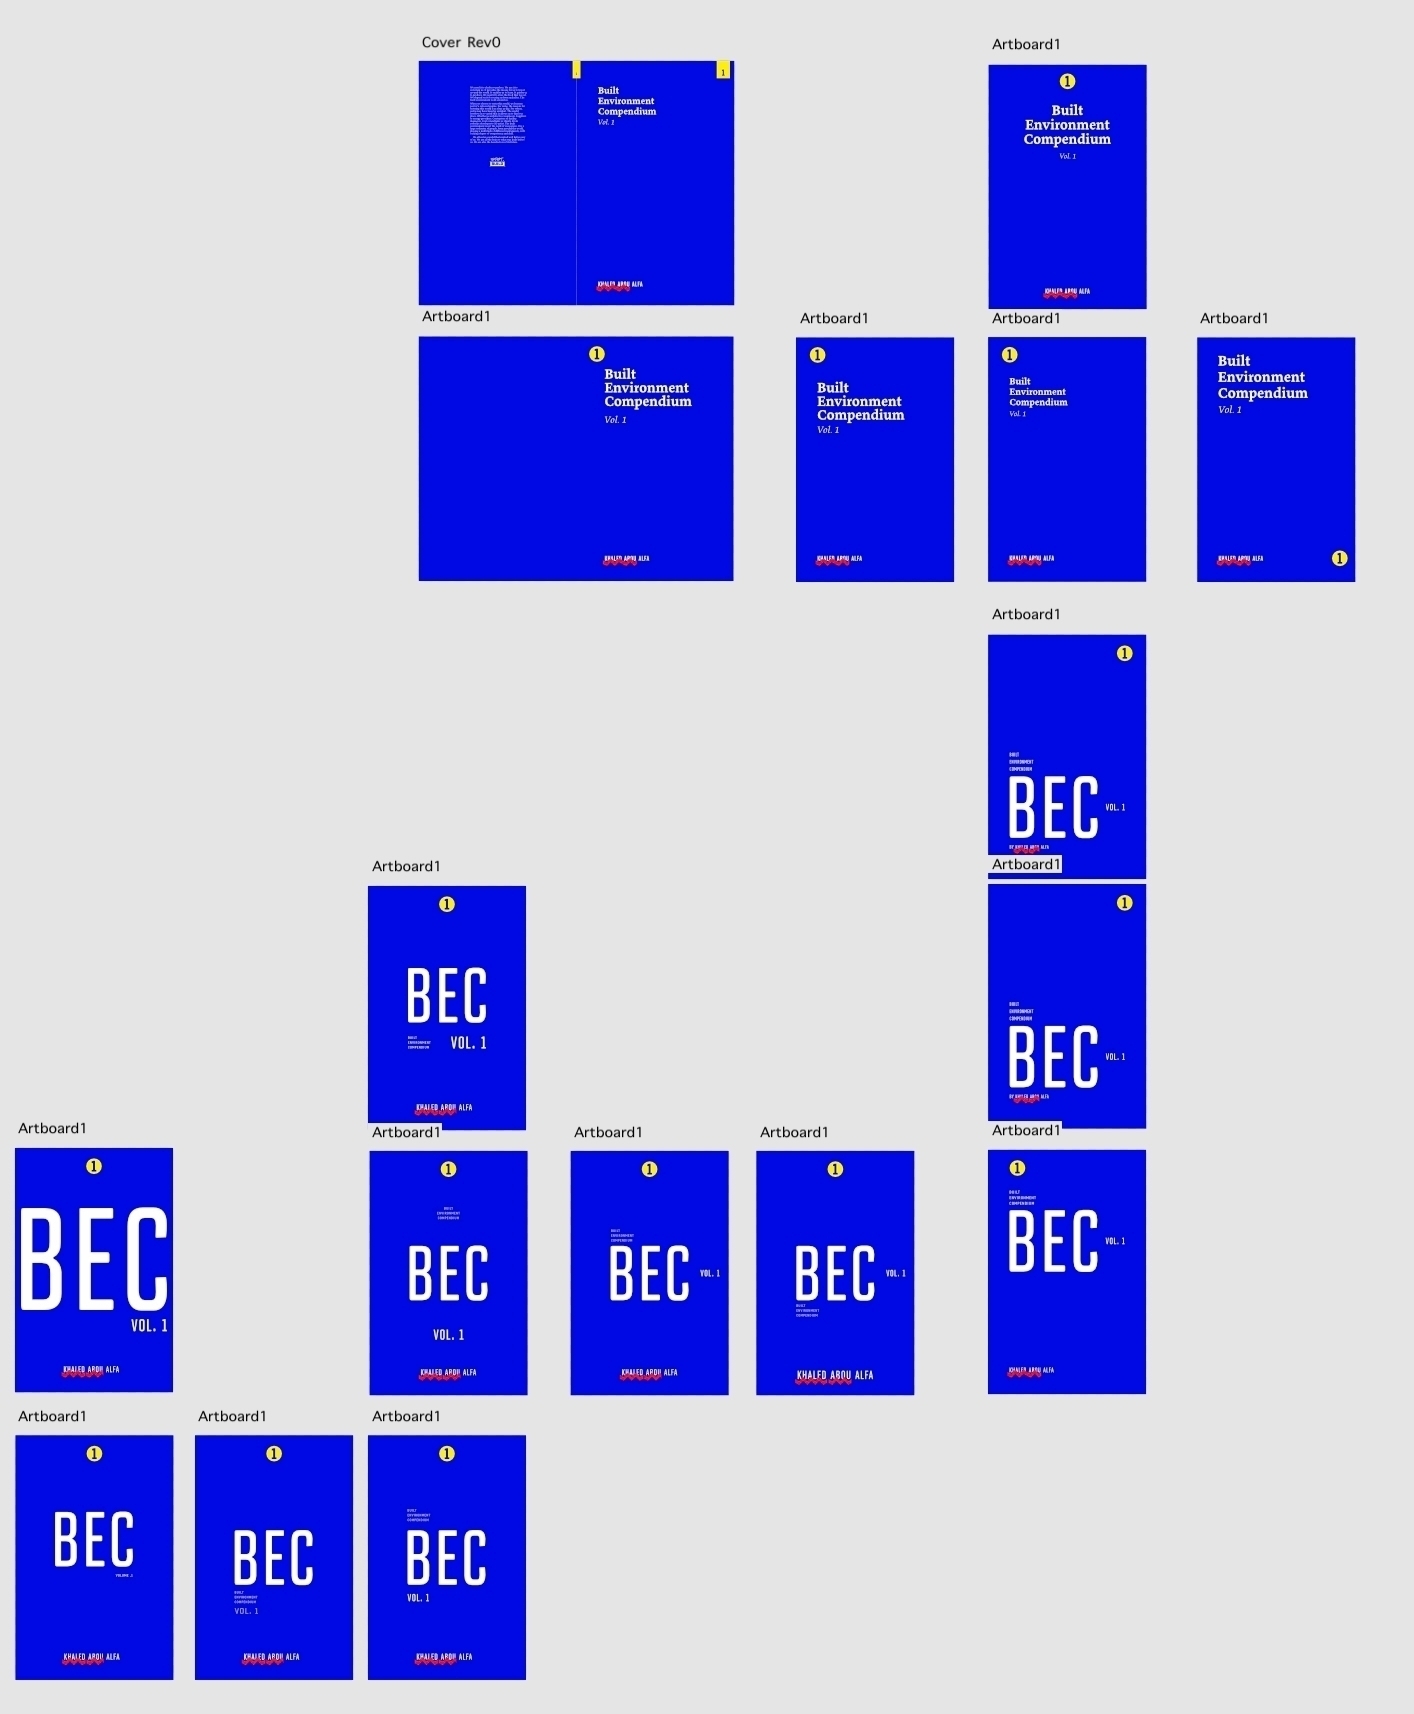 Cover Rev0
1
Built
Environment
Compendium
Vol. 1
KHALED ABOU ALFA
Artboard1
1
Built
Environment
Compendium
Vol. 1
KHALED ABOU ALFA
Artboard1
1
Built
Environment
Compendium
Vol. 1
KHALED ABOU ALFA
Artboard1
1
Built
Environment
Compendium
Vol. 1
KHALED ABOU ALFA
Artboard1
1
Built
Environment
Compendium
Vol. 1
KHALED ABOU ALFA
Artboard1
Built
Environment
Compendium
Vol. 1
KHALED ABOU ALFA
1
Artboard1
1
BUILT
ENVIRONMENT
COMPENDIUM
BEC
VOL. 1
BY KHALED ABOU ALFA
Artboard1
1
BUILT
ENVIRONMENT
COMPENDIUM
BEC
VOL. 1
BY KHALED ABOU ALFA
Artboard1
1
BEC
BUILT
ENVIRONMENT
COMPENDIUM
VOL. 1
KHALED ABOU ALFA
Artboard1
1
BEC
VOL. 1
KHALED ABOU ALFA
Artboard1
1
BUILT
ENVIRONMENT
COMPENDIUM
BEC
VOL. 1
KHALED ABOU ALFA
Artboard1
1
BUILT
ENVIRONMENT
COMPENDIUM
BEC
VOL. 1
KHALED ABOU ALFA
Artboard1
1
BEC
VOL. 1
BUILT
ENVIRONMENT
COMPENDIUM
KHALED ABOU ALFA
Artboard1
1
BUILT
ENVIRONMENT
COMPENDIUM
BEC
VOL. 1
KHALED ABOU ALFA
Artboard1
1
BEC
VOLUME .1
KHALED ABOU ALFA
Artboard1
1
BEC
BUILT
ENVIRONMENT
COMPENDIUM
VOL. 1
KHALED ABOU ALFA
Artboard1
1
BUILT
ENVIRONMENT
COMPENDIUM
BEC
VOL. 1
KHALED ABOU ALFA